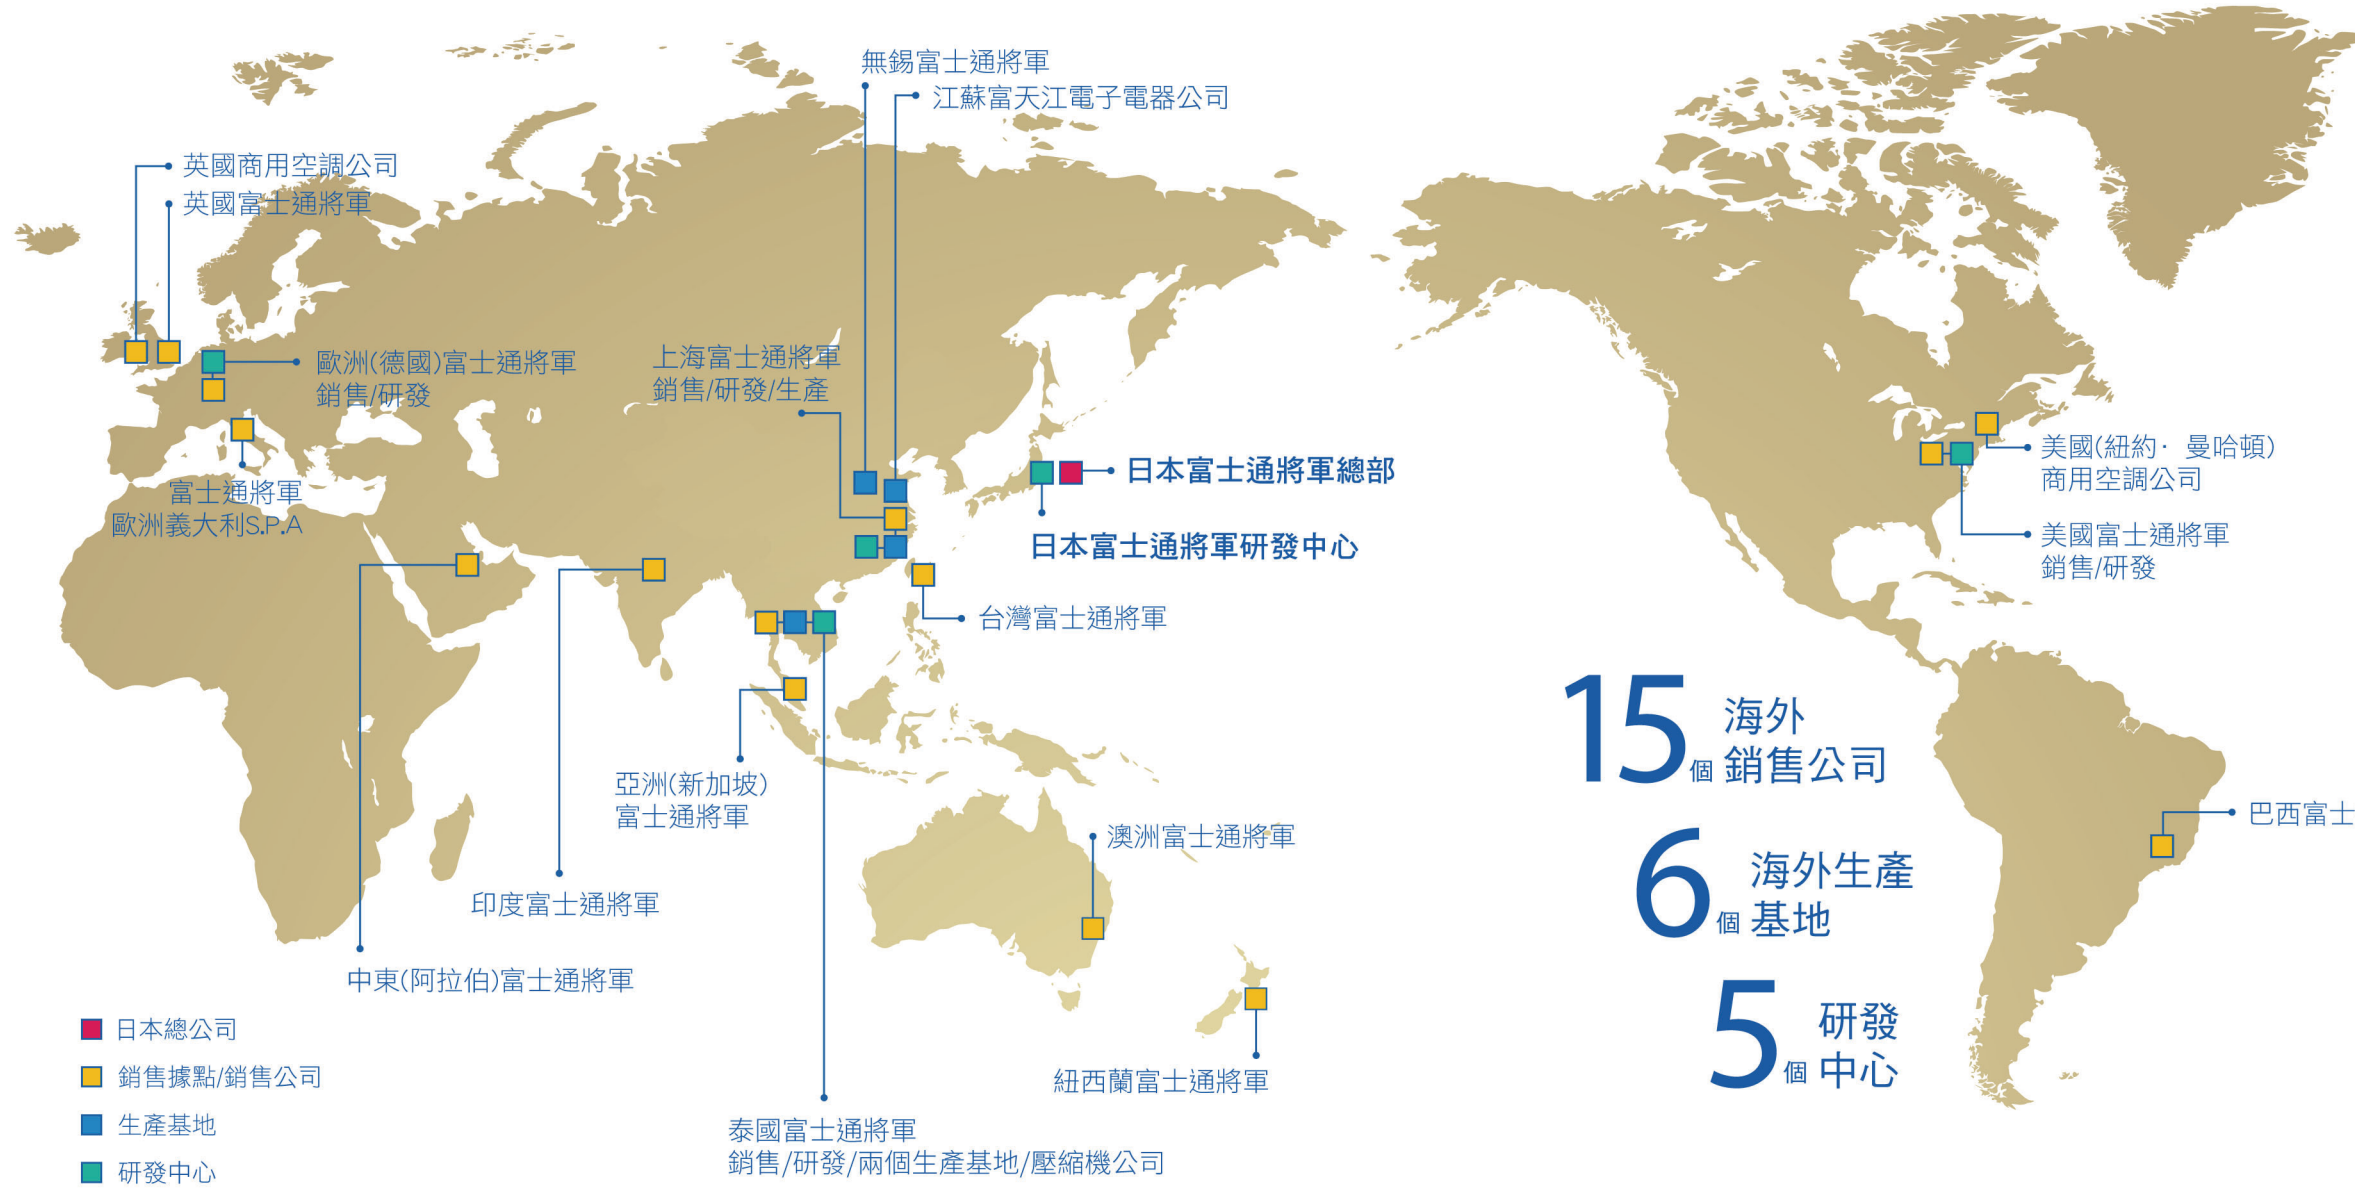 無錫富士通將軍
江蘇富天江電子電器公司
英國商用空調公司
英國富士通將軍
歐洲(德國)富士通將軍
銷售/研發
上海富士通將軍
銷售/研發/生產
富士通將軍
歐洲義大利S.P.A
日本富士通將軍總部
日本富士通將軍研發中心
美國(紐約·曼哈頓)
商用空調公司
美國富士通將軍
銷售/研發
台灣富士通將軍
15個 海外
銷售公司
亞洲(新加坡)
富士通將軍
澳洲富士通將軍
巴西富士
6個 海外生產
基地
印度富士通將軍
中東(阿拉伯)富士通將軍
5個 研發
中心
紐西蘭富士通將軍
泰國富士通將軍
銷售/研發/兩個生產基地/壓縮機公司
日本總公司
銷售據點/銷售公司
生產基地
研發中心